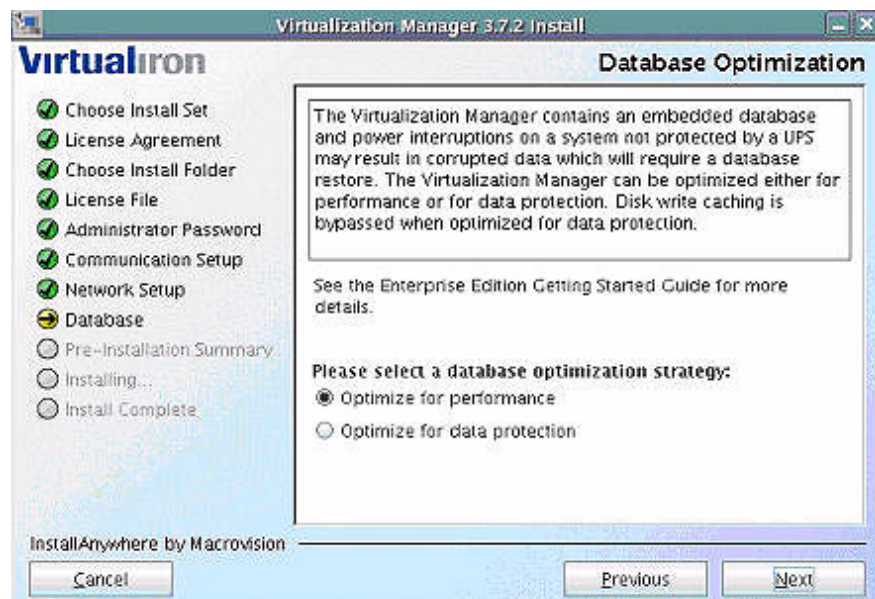 Virtualization Manager 3.7.2 Install
vırtualıron
Database Optimization
Choose Install Set
License Agreement
Choose Install Folder
License File
Administrator Password
Communication Setup
Network Setup
Database
Pre-Installation Summary
Installing...
Install Complete
The Virtualization Manager contains an embedded database
and power interruptions on a system not protected by a UPS
may result in corrupted data which will require a database
restore. The Virtualization Manager can be optimized either for
performance or for data protection. Disk write caching is
bypassed when optimized for data protection.
See the Enterprise Edition Getting Started Guide for more
details.
Please select a database optimization strategy:
Optimize for performance
Optimize for data protection
InstallAnywhere by Macrovision
Cancel
Previous
Next